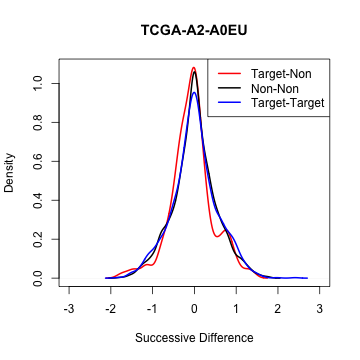 TCGA-A2-A0EU
Target-Non
Non-Non
Target-Target
Density
0.0 0.2 0.4 0.6 0.8 1.0
-3 -2 -1 0 1 2 3
Successive Difference